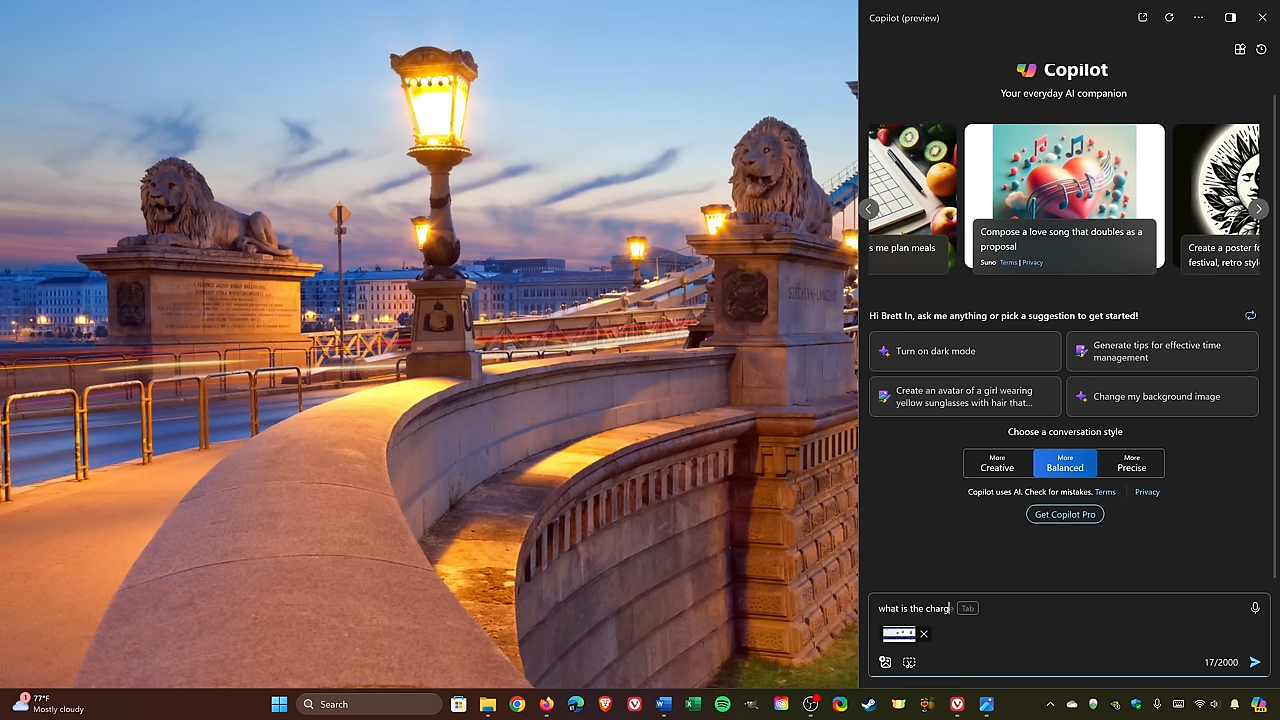 Copilot (preview)
Copilot
Your everyday AI companion
s me plan meals
Compose a love song that doubles as a
proposal
Suno Terms | Privacy
Create a poster fo
festival, retro style
Hi Brett In, ask me anything or pick a suggestion to get started!
Turn on dark mode
Generate tips for effective time
management
Create an avatar of a girl wearing
yellow sunglasses with hair that...
Change my background image
Choose a conversation style
More
Creative
More
Balanced
More
Precise
Copilot uses AI. Check for mistakes. Terms Privacy
Get Copilot Pro
what is the charge Tab
17/2000
1
77°F
Mostly cloudy
Search